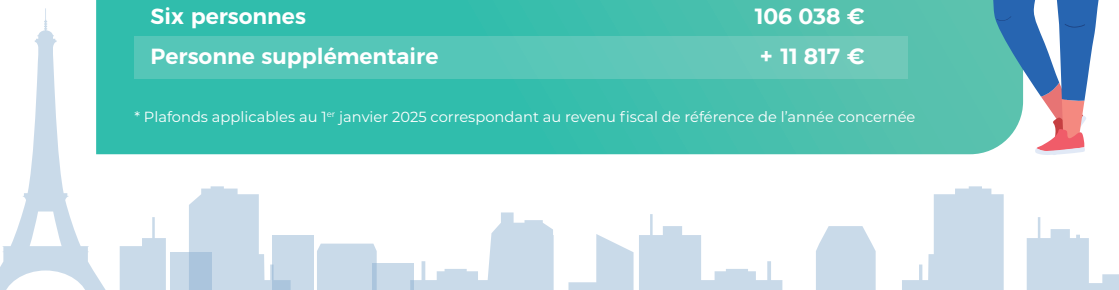 Six personnes 106 038 €
Personne supplémentaire + 11 817 €
* Plafonds applicables au 1er janvier 2025 correspondant au revenu fiscal de référence de l'année concernée